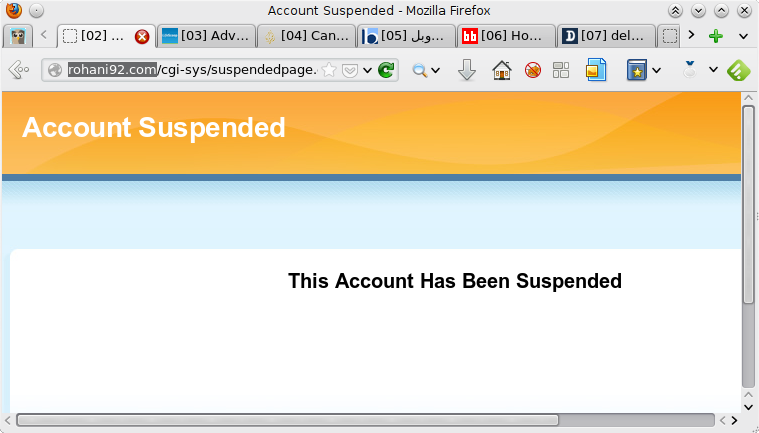 Account Suspended - Mozilla Firefox
[02] ...
[03] Adv...
[04] Can...
[05] وبل...
[06] Ho...
[07] del...
rohani92.com/cgi-sys/suspendedpage.
Account Suspended
This Account Has Been Suspended